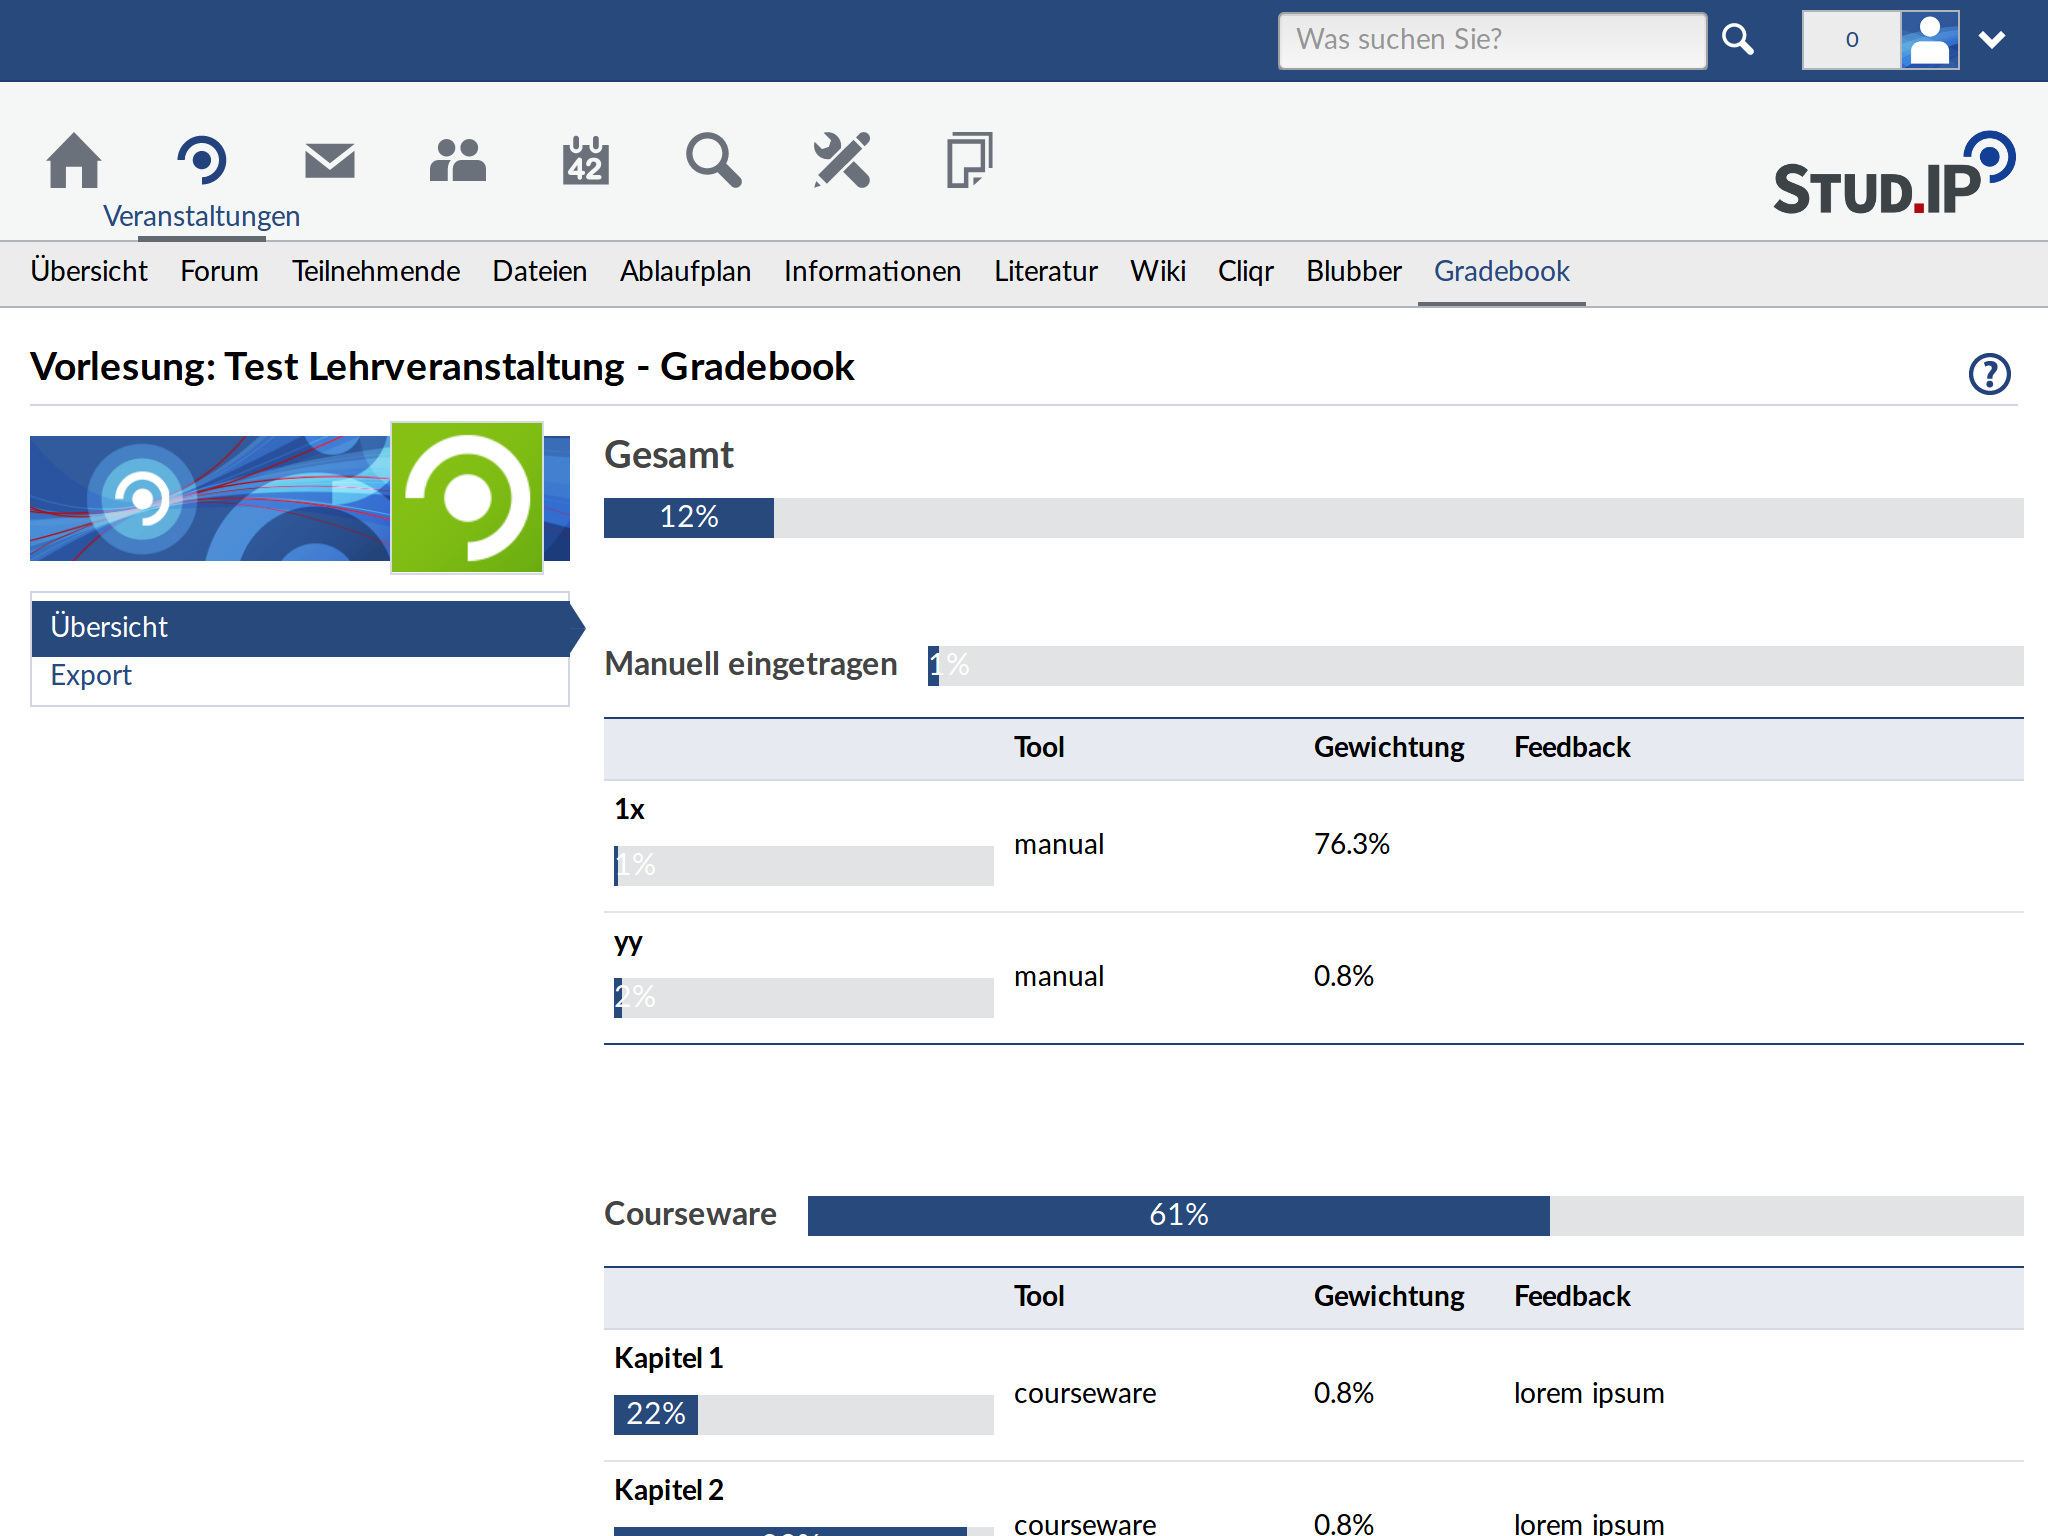 Was suchen Sie?
0
42
Veranstaltungen
STUD.IP
Übersicht Forum Teilnehmende Dateien Ablaufplan Informationen Literatur Wiki Cliqr Blubber Gradebook
Vorlesung: Test Lehrveranstaltung - Gradebook
?
Gesamt
12%
Übersicht
Export
Manuell eingetragen 1%
Tool Gewichtung Feedback
1x
1%
manual 76.3%
yy
2%
manual 0.8%
Courseware 61%
Tool Gewichtung Feedback
Kapitel 1
22%
courseware 0.8% lorem ipsum
Kapitel 2
courseware 0.8% lorem ipsum